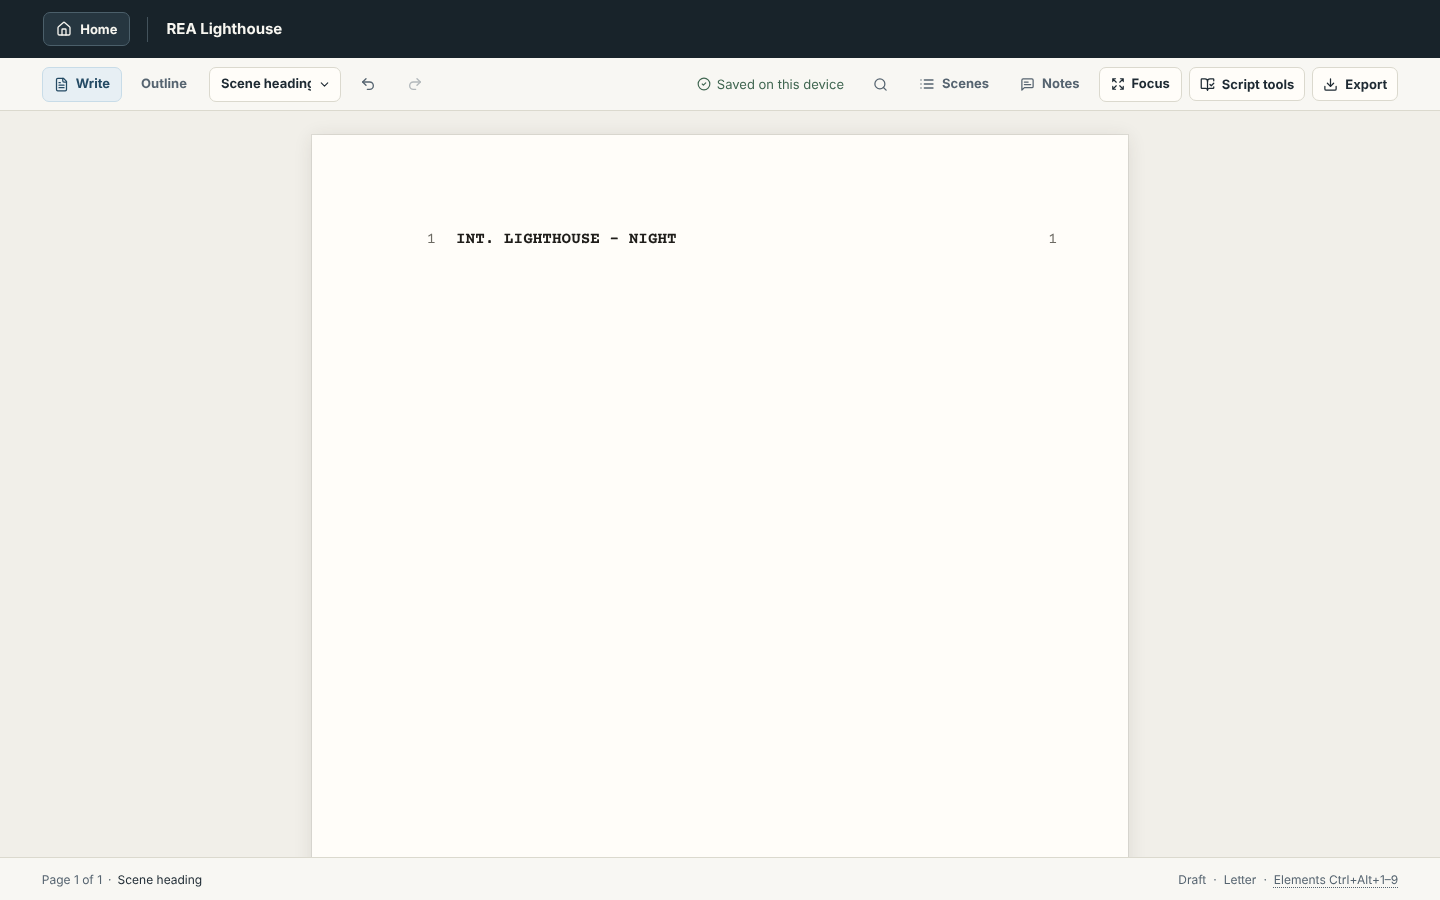 Home
REA Lighthouse
Write
Outline
Scene heading
Saved on this device
Scenes
Notes
Focus
Script tools
Export
1 INT. LIGHTHOUSE - NIGHT 1
Page 1 of 1 · Scene heading
Draft · Letter · Elements Ctrl+Alt+1–9